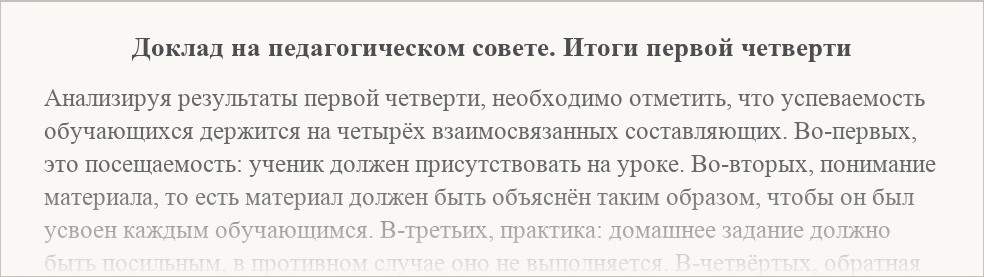 Доклад на педагогическом совете. Итоги первой четверти
Анализируя результаты первой четверти, необходимо отметить, что успеваемость
обучающихся держится на четырёх взаимосвязанных составляющих. Во-первых,
это посещаемость: ученик должен присутствовать на уроке. Во-вторых, понимание
материала, то есть материал должен быть объяснён таким образом, чтобы он был
усвоен каждым обучающимся. В-третьих, практика: домашнее задание должно
быть посильным, в противном случае оно не выполняется. В-четвёртых, обратная